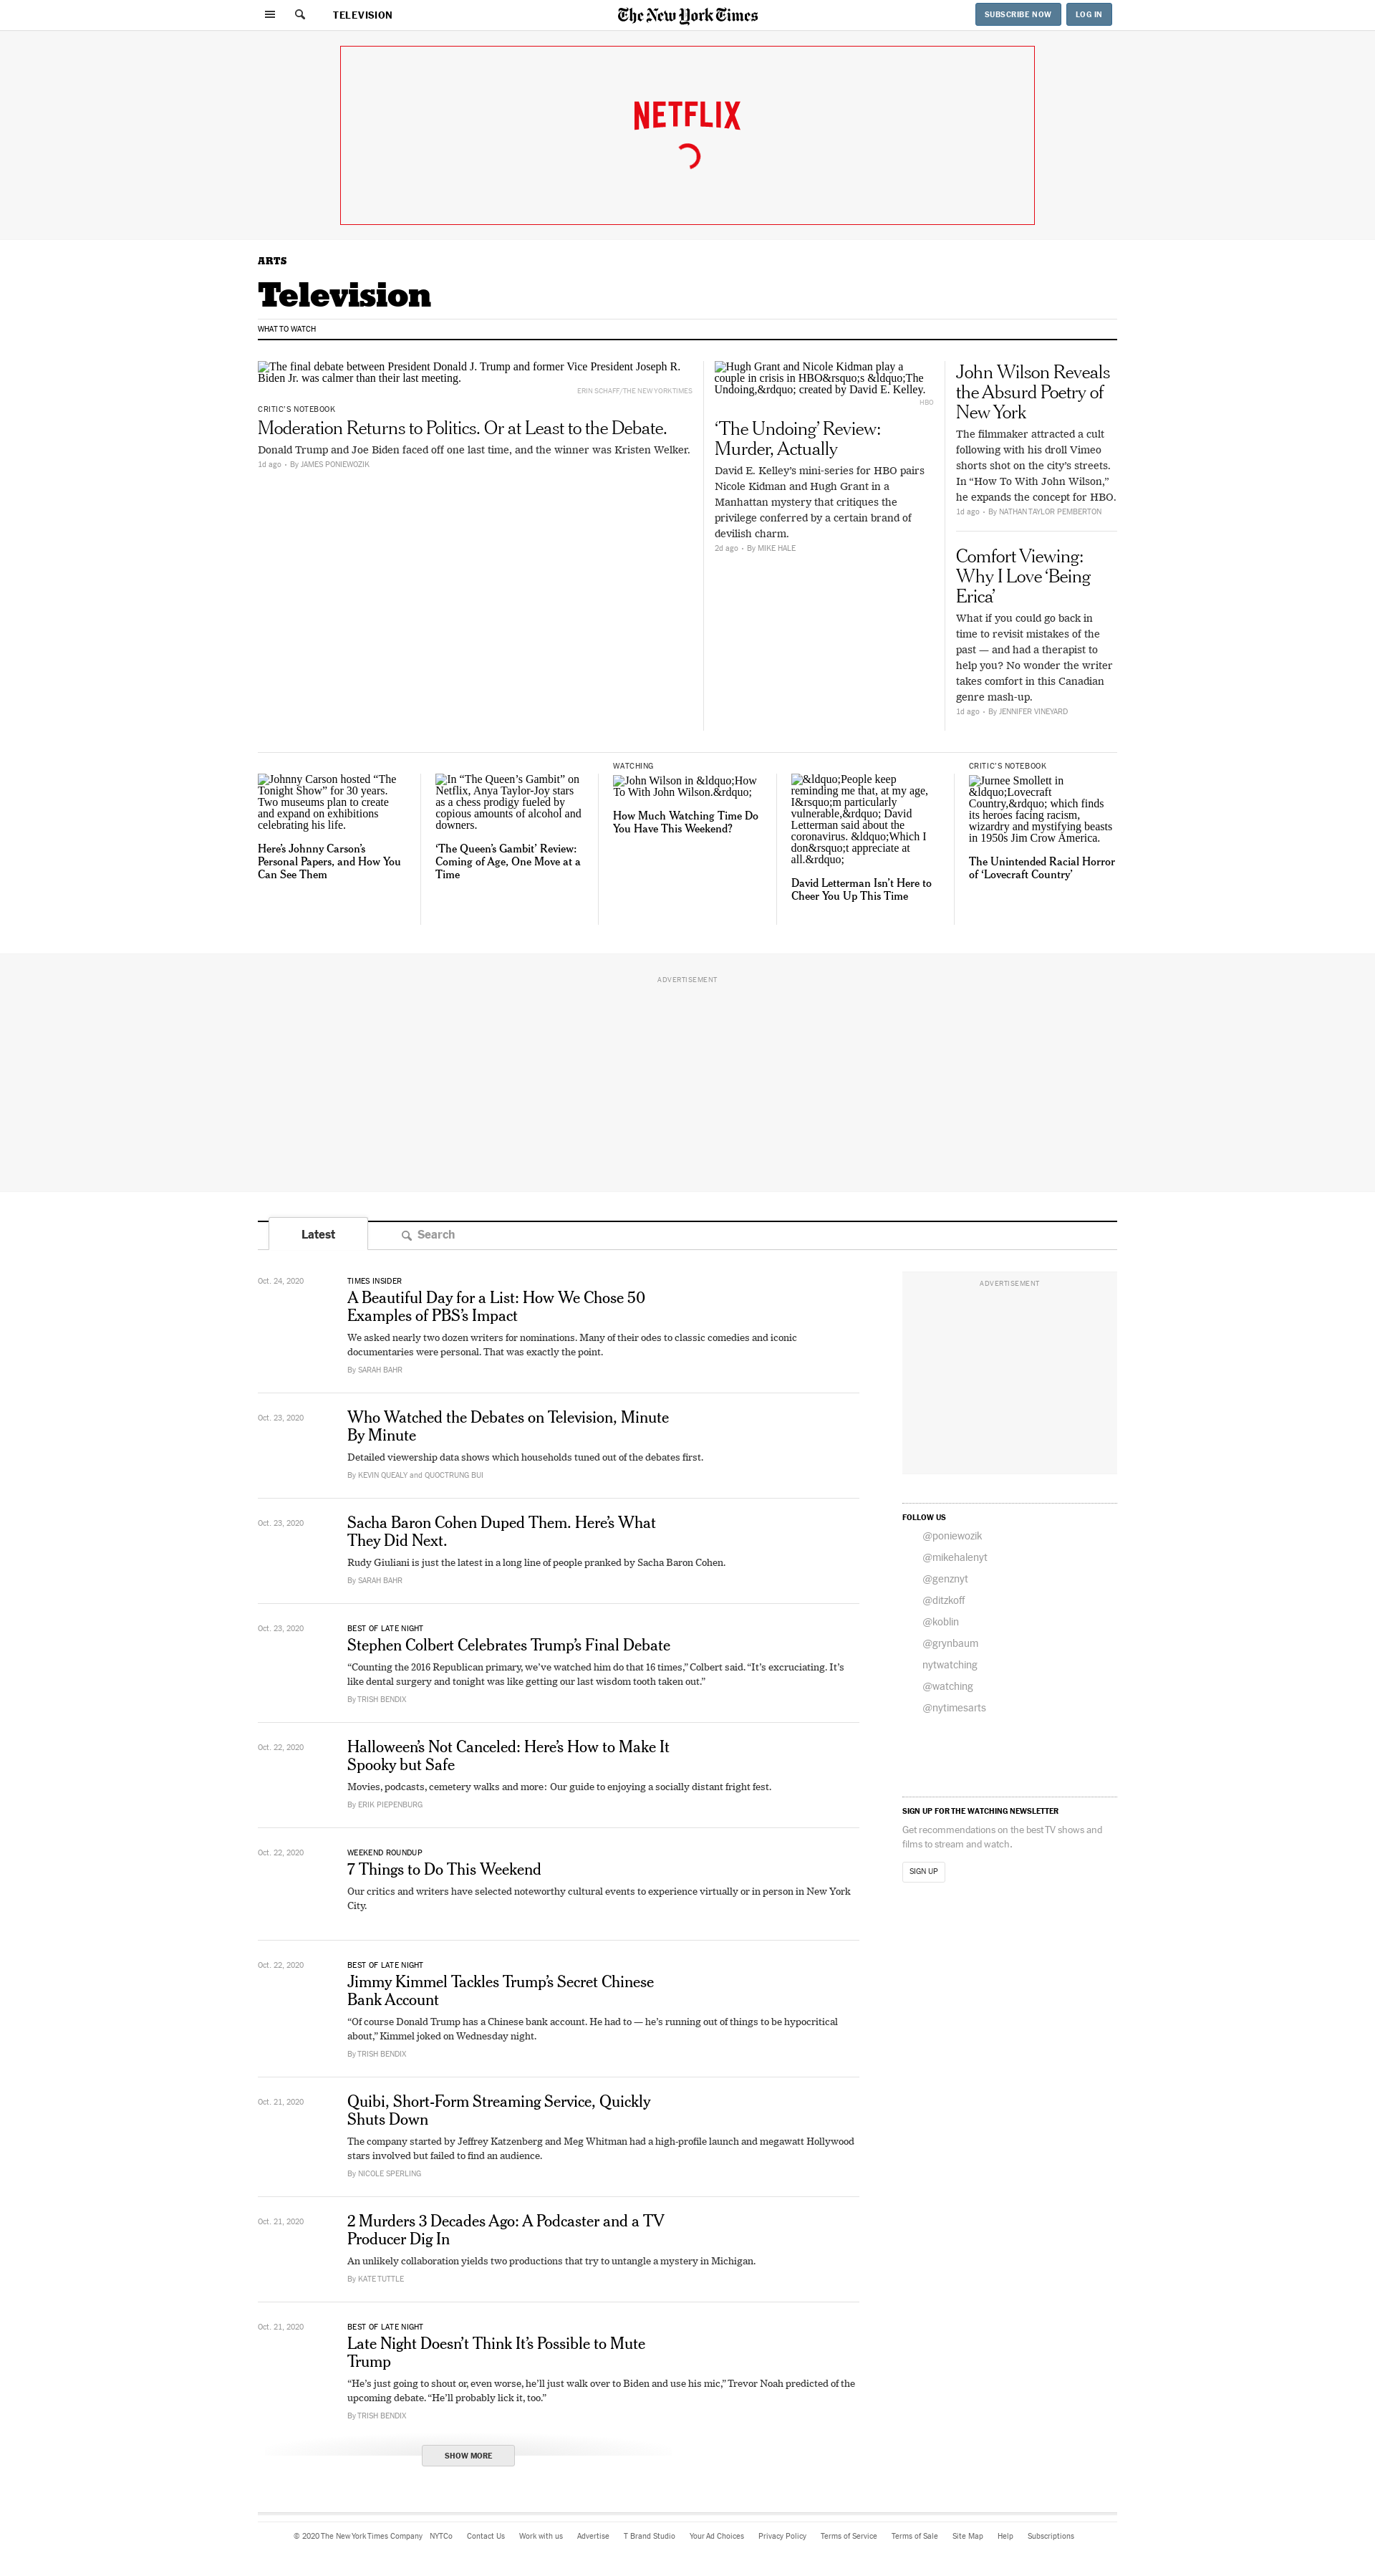 TELEVISION
The New York Times
SUBSCRIBE NOW
LOG IN
NETFLIX
ARTS
Television
WHAT TO WATCH
The final debate between President Donald J. Trump and former Vice President Joseph R.
Biden Jr. was calmer than their last meeting.
ERIN SCHAFF/THE NEW YORK TIMES
CRITIC'S NOTEBOOK
Moderation Returns to Politics. Or at Least to the Debate.
Donald Trump and Joe Biden faced off one last time, and the winner was Kristen Welker.
1d ago • By JAMES PONIEWOZIK
Hugh Grant and Nicole Kidman play a
couple in crisis in HBO&rsquo;s &ldquo;The
Undoing,&rdquo; created by David E. Kelley.
HBO
‘The Undoing’ Review:
Murder, Actually
David E. Kelley’s mini-series for HBO pairs
Nicole Kidman and Hugh Grant in a
Manhattan mystery that critiques the
privilege conferred by a certain brand of
devilish charm.
2d ago • By MIKE HALE
John Wilson Reveals
the Absurd Poetry of
New York
The filmmaker attracted a cult
following with his droll Vimeo
shorts shot on the city’s streets.
In “How To With John Wilson,”
he expands the concept for HBO.
1d ago • By NATHAN TAYLOR PEMBERTON
Comfort Viewing:
Why I Love ‘Being
Erica’
What if you could go back in
time to revisit mistakes of the
past — and had a therapist to
help you? No wonder the writer
takes comfort in this Canadian
genre mash-up.
1d ago • By JENNIFER VINEYARD
Johnny Carson hosted “The
Tonight Show” for 30 years.
Two museums plan to create
and expand on exhibitions
celebrating his life.
Here’s Johnny Carson’s
Personal Papers, and How You
Can See Them
In “The Queen’s Gambit” on
Netflix, Anya Taylor-Joy stars
as a chess prodigy fueled by
copious amounts of alcohol and
downers.
‘The Queen’s Gambit’ Review:
Coming of Age, One Move at a
Time
WATCHING
John Wilson in &ldquo;How
To With John Wilson.&rdquo;
How Much Watching Time Do
You Have This Weekend?
&ldquo;People keep
reminding me that, at my age,
I&rsquo;m particularly
vulnerable,&rdquo; David
Letterman said about the
coronavirus. &ldquo;Which I
don&rsquo;t appreciate at
all.&rdquo;
David Letterman Isn’t Here to
Cheer You Up This Time
CRITIC'S NOTEBOOK
Jurnee Smollett in
&ldquo;Lovecraft
Country,&rdquo; which finds
its heroes facing racism,
wizardry and mystifying beasts
in 1950s Jim Crow America.
The Unintended Racial Horror
of ‘Lovecraft Country’
ADVERTISEMENT
Latest
Search
Oct. 24, 2020
TIMES INSIDER
A Beautiful Day for a List: How We Chose 50
Examples of PBS’s Impact
We asked nearly two dozen writers for nominations. Many of their odes to classic comedies and iconic
documentaries were personal. That was exactly the point.
By SARAH BAHR
Oct. 23, 2020
Who Watched the Debates on Television, Minute
By Minute
Detailed viewership data shows which households tuned out of the debates first.
By KEVIN QUEALY and QUOCTRUNG BUI
Oct. 23, 2020
Sacha Baron Cohen Duped Them. Here’s What
They Did Next.
Rudy Giuliani is just the latest in a long line of people pranked by Sacha Baron Cohen.
By SARAH BAHR
Oct. 23, 2020
BEST OF LATE NIGHT
Stephen Colbert Celebrates Trump’s Final Debate
“Counting the 2016 Republican primary, we’ve watched him do that 16 times,” Colbert said. “It’s excruciating. It’s
like dental surgery and tonight was like getting our last wisdom tooth taken out.”
By TRISH BENDIX
Oct. 22, 2020
Halloween’s Not Canceled: Here’s How to Make It
Spooky but Safe
Movies, podcasts, cemetery walks and more: Our guide to enjoying a socially distant fright fest.
By ERIK PIEPENBURG
Oct. 22, 2020
WEEKEND ROUNDUP
7 Things to Do This Weekend
Our critics and writers have selected noteworthy cultural events to experience virtually or in person in New York
City.
Oct. 22, 2020
BEST OF LATE NIGHT
Jimmy Kimmel Tackles Trump’s Secret Chinese
Bank Account
“Of course Donald Trump has a Chinese bank account. He had to — he’s running out of things to be hypocritical
about,” Kimmel joked on Wednesday night.
By TRISH BENDIX
Oct. 21, 2020
Quibi, Short-Form Streaming Service, Quickly
Shuts Down
The company started by Jeffrey Katzenberg and Meg Whitman had a high-profile launch and megawatt Hollywood
stars involved but failed to find an audience.
By NICOLE SPERLING
Oct. 21, 2020
2 Murders 3 Decades Ago: A Podcaster and a TV
Producer Dig In
An unlikely collaboration yields two productions that try to untangle a mystery in Michigan.
By KATE TUTTLE
Oct. 21, 2020
BEST OF LATE NIGHT
Late Night Doesn’t Think It’s Possible to Mute
Trump
“He’s just going to shout or, even worse, he’ll just walk over to Biden and use his mic,” Trevor Noah predicted of the
upcoming debate. “He’ll probably lick it, too.”
By TRISH BENDIX
SHOW MORE
ADVERTISEMENT
FOLLOW US
@poniewozik
@mikehalenyt
@genznyt
@ditzkoff
@koblin
@grynbaum
nytwatching
@watching
@nytimesarts
SIGN UP FOR THE WATCHING NEWSLETTER
Get recommendations on the best TV shows and
films to stream and watch.
SIGN UP
© 2020 The New York Times Company NYTCo Contact Us Work with us Advertise T Brand Studio Your Ad Choices Privacy Policy Terms of Service Terms of Sale Site Map Help Subscriptions